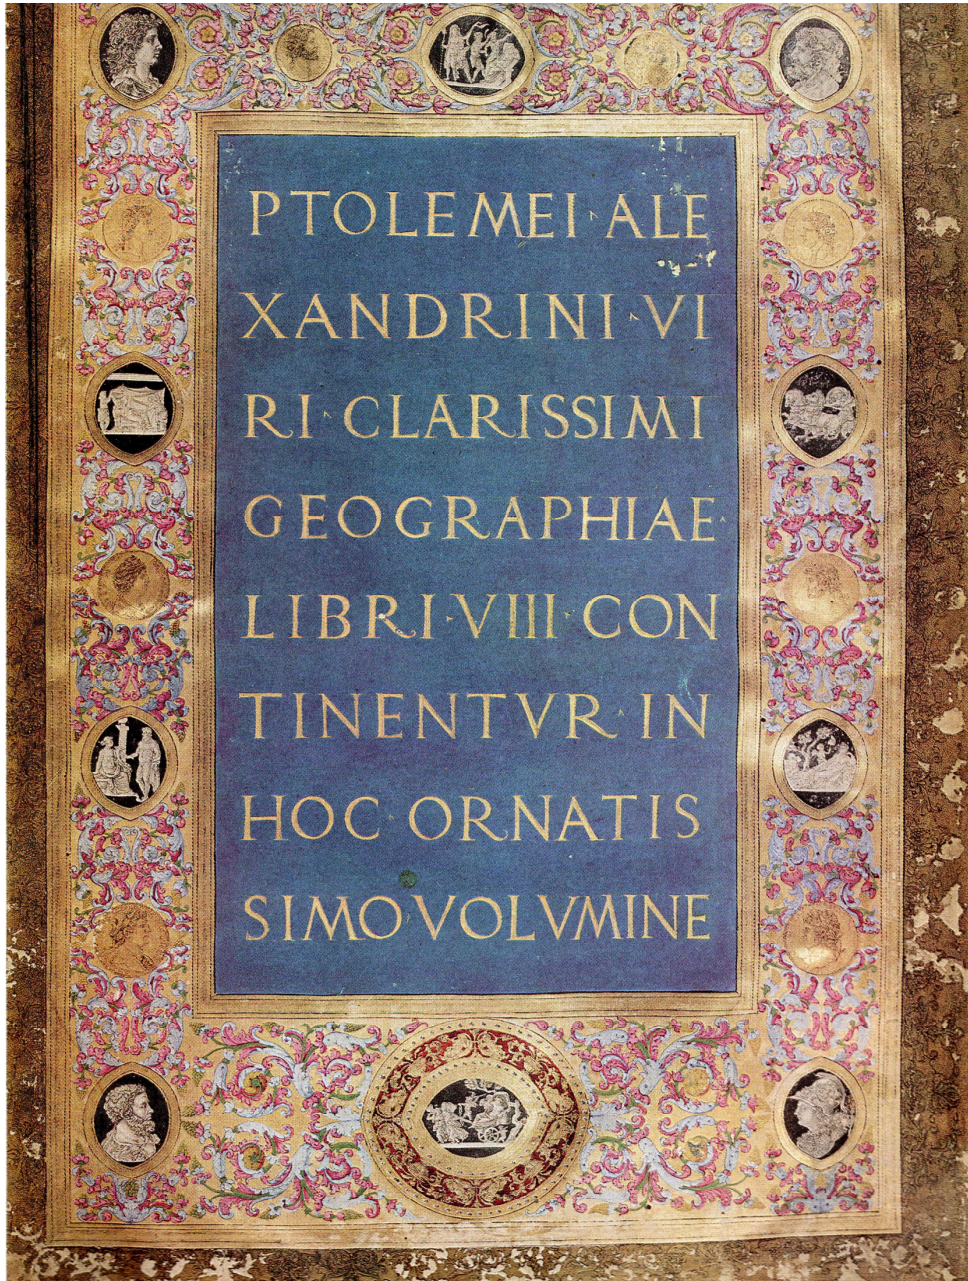 PTOLEMEI · ALE
XANDRINI · VI
RI · CLARISSIMI
GEOGRAPHIAE ·
LIBRI · VIII · CON
TINENTVR · IN
HOC · ORNATIS
SIMO VOLVMINE